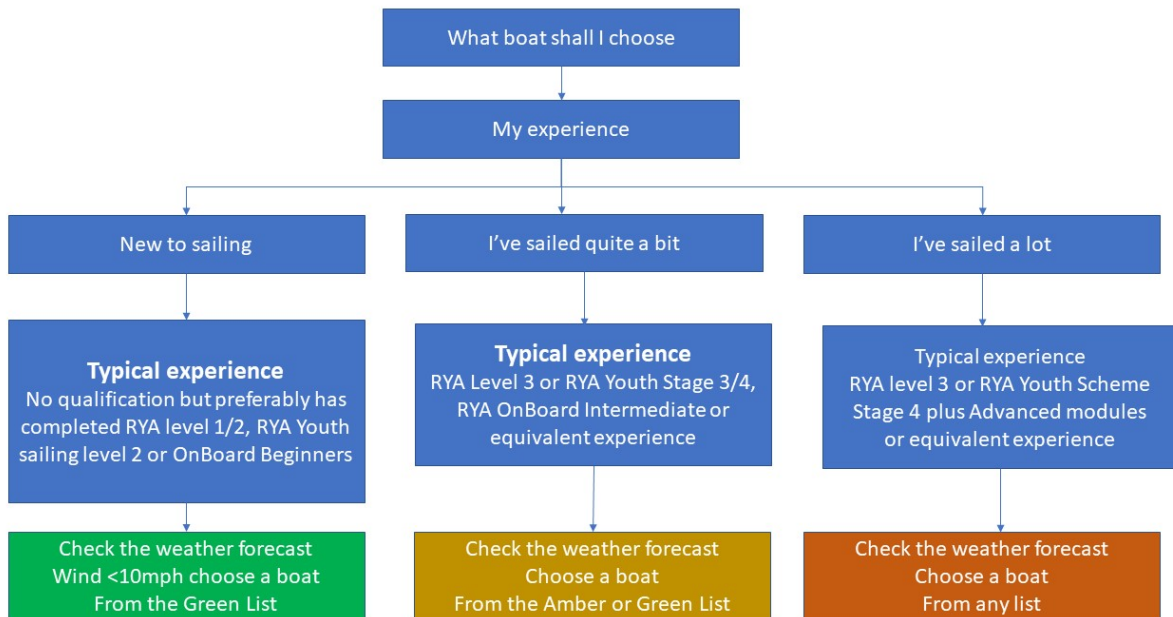 What boat shall I choose
My experience
New to sailing
I’ve sailed quite a bit
I’ve sailed a lot
Typical experience
No qualification but preferably has
completed RYA level 1/2, RYA Youth
sailing level 2 or OnBoard Beginners
Typical experience
RYA Level 3 or RYA Youth Stage 3/4,
RYA OnBoard Intermediate or
equivalent experience
Typical experience
RYA level 3 or RYA Youth Scheme
Stage 4 plus Advanced modules
or equivalent experience
Check the weather forecast
Wind <10mph choose a boat
From the Green List
Check the weather forecast
Choose a boat
From the Amber or Green List
Check the weather forecast
Choose a boat
From any list